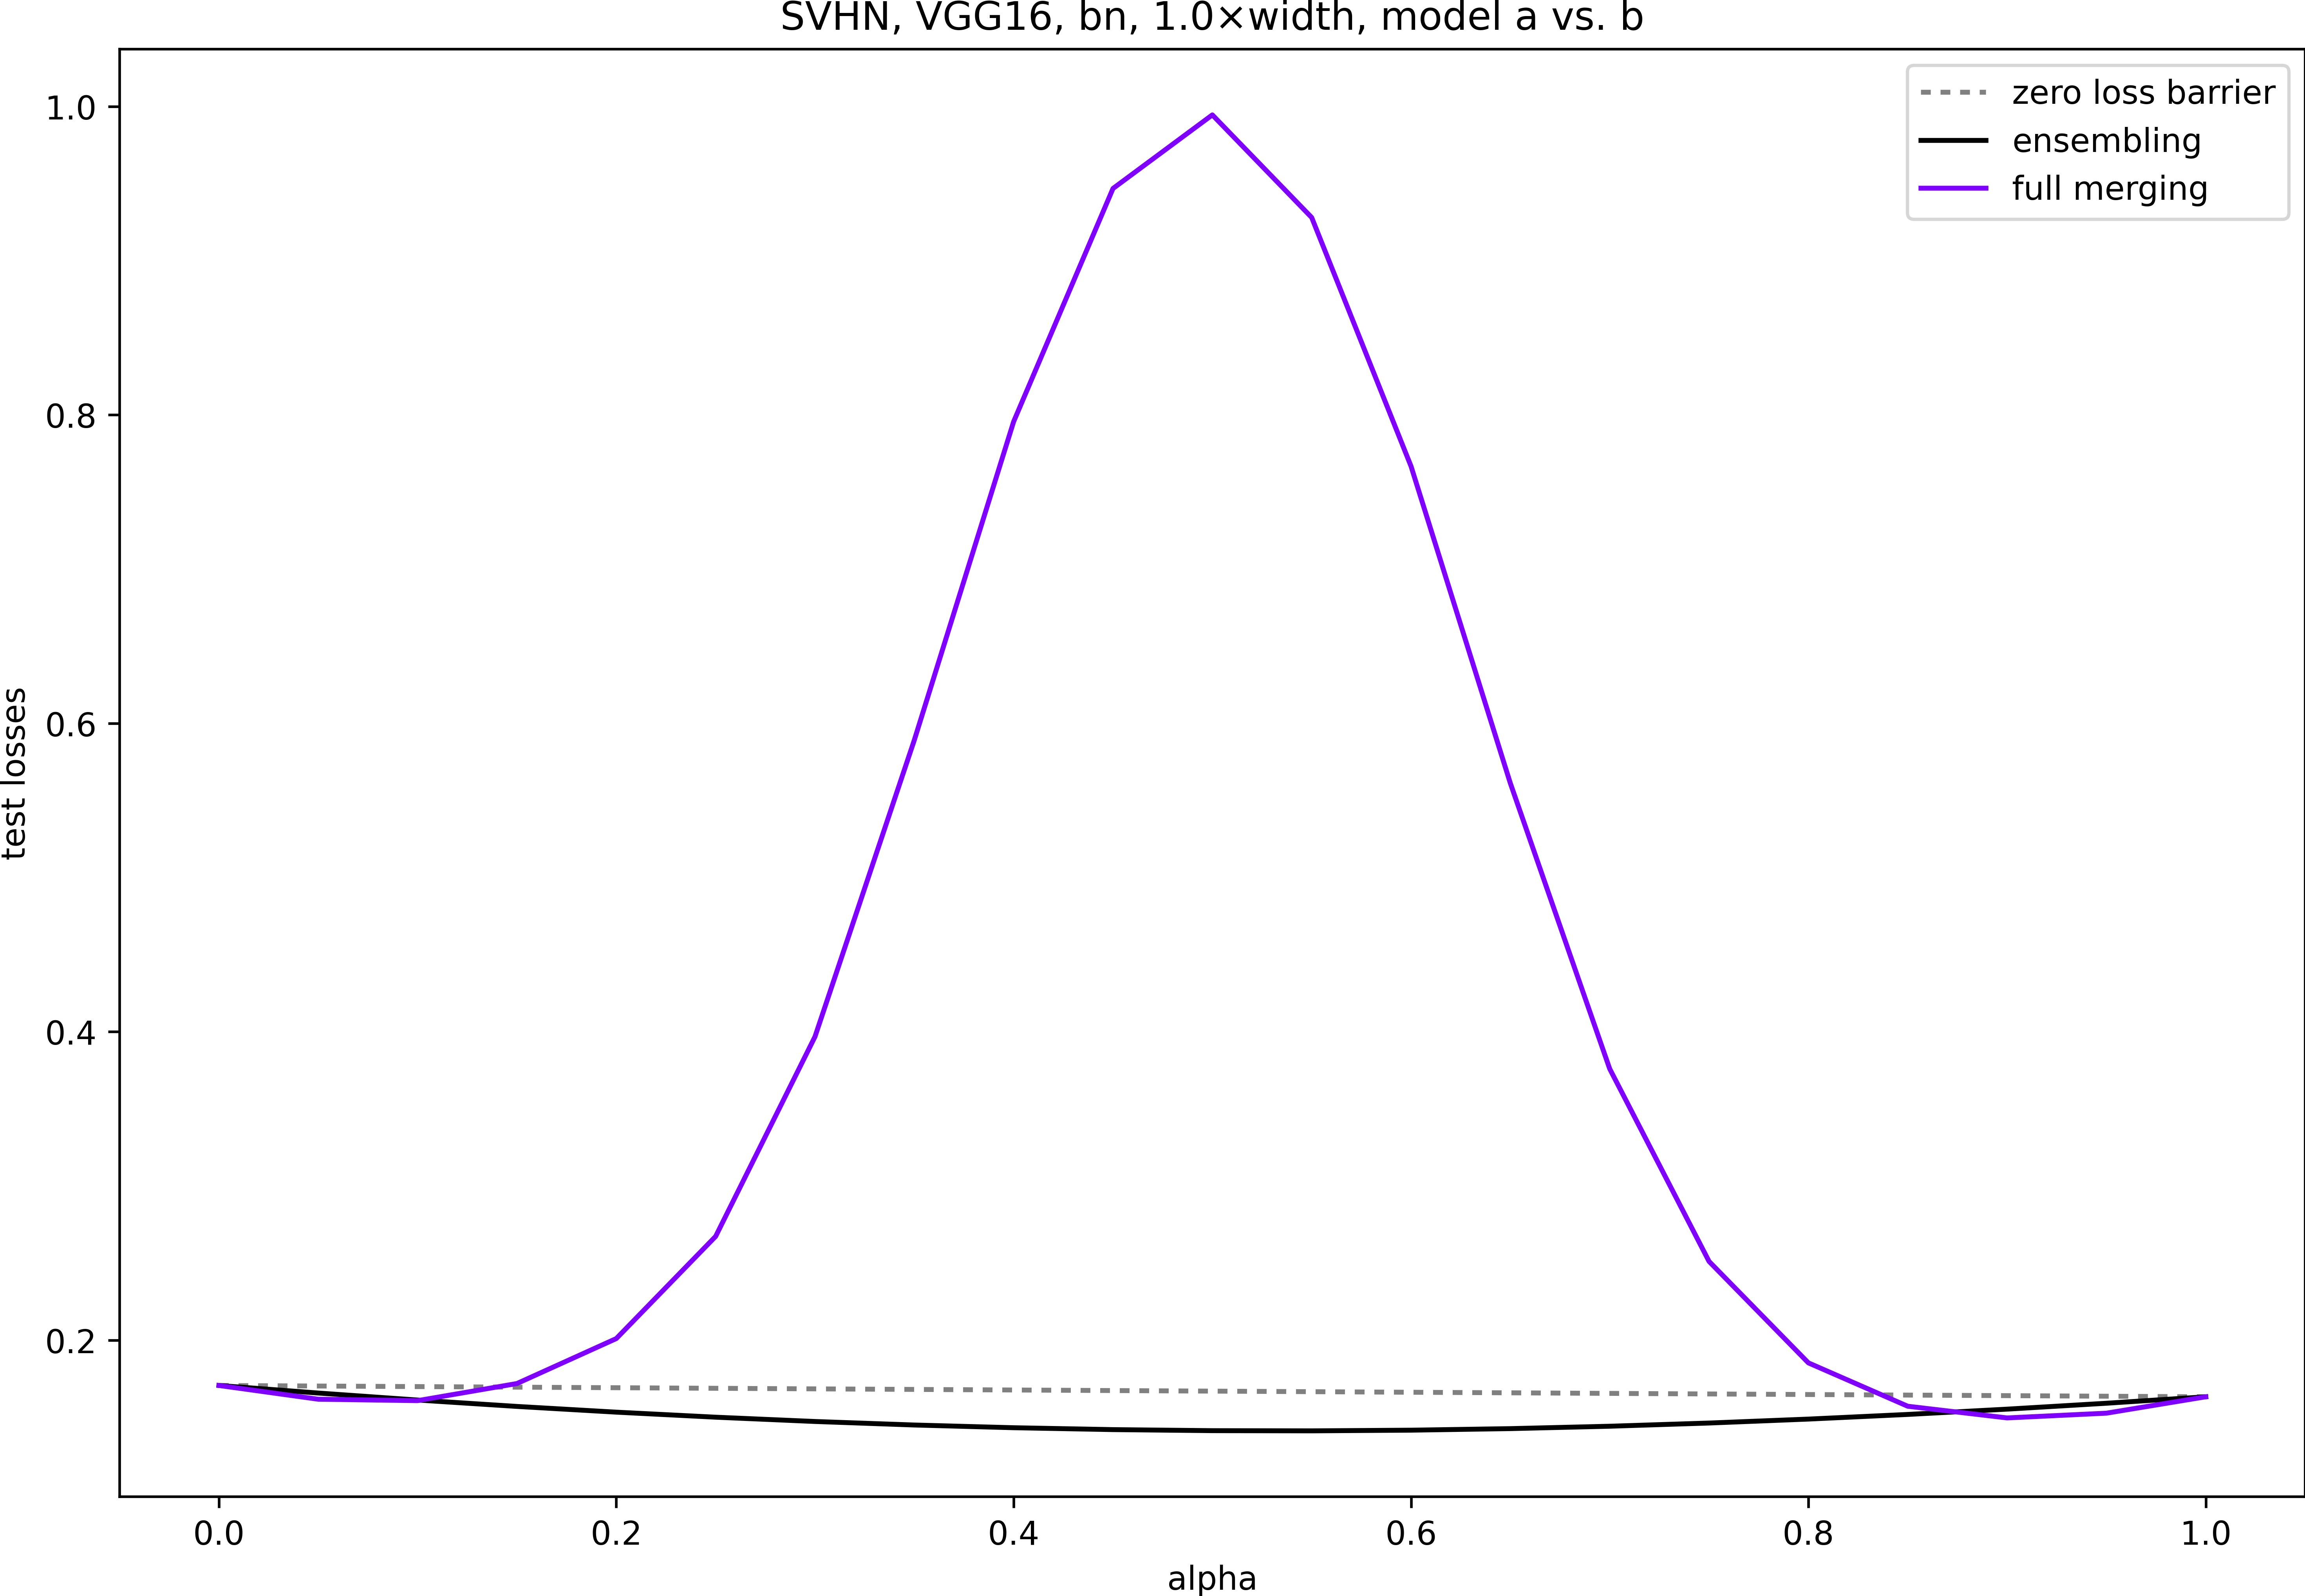 SVHN, VGG16, bn, 1.0×width, model a vs. b
zero loss barrier
ensembling
full merging
1.0
0.8
0.6
0.4
0.2
test losses
0.0
0.2
0.4
0.6
0.8
1.0
alpha